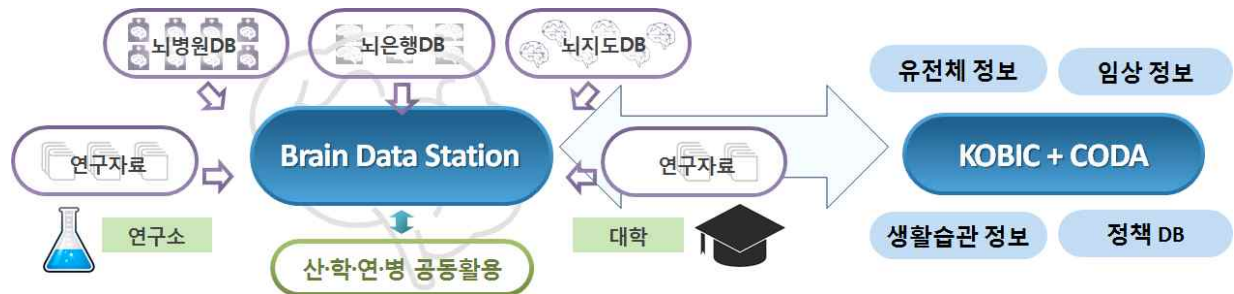 뇌병원DB
뇌은행DB
뇌지도DB
유전체 정보
임상 정보
연구자료
Brain Data Station
연구자료
KOBIC + CODA
연구소
대학
생활습관 정보
정책 DB
산·학·연·병 공동활용